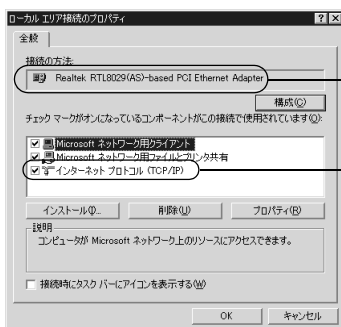 ローカル エリア接続のプロパティ
全般
接続の方法:
Realtek RTL8029(AS)-based PCI Ethernet Adapter
構成(C)
チェック マークがオンになっているコンポーネントがこの接続で使用されています(O):
Microsoft ネットワーク用クライアント
Microsoft ネットワーク用ファイルとプリンタ共有
インターネット プロトコル (TCP/IP)
インストール(I)...
削除(U)
プロパティ(R)
説明
コンピュータが Microsoft ネットワーク上のリソースにアクセスできます。
接続時にタスク バーにアイコンを表示する(W)
OK
キャンセル